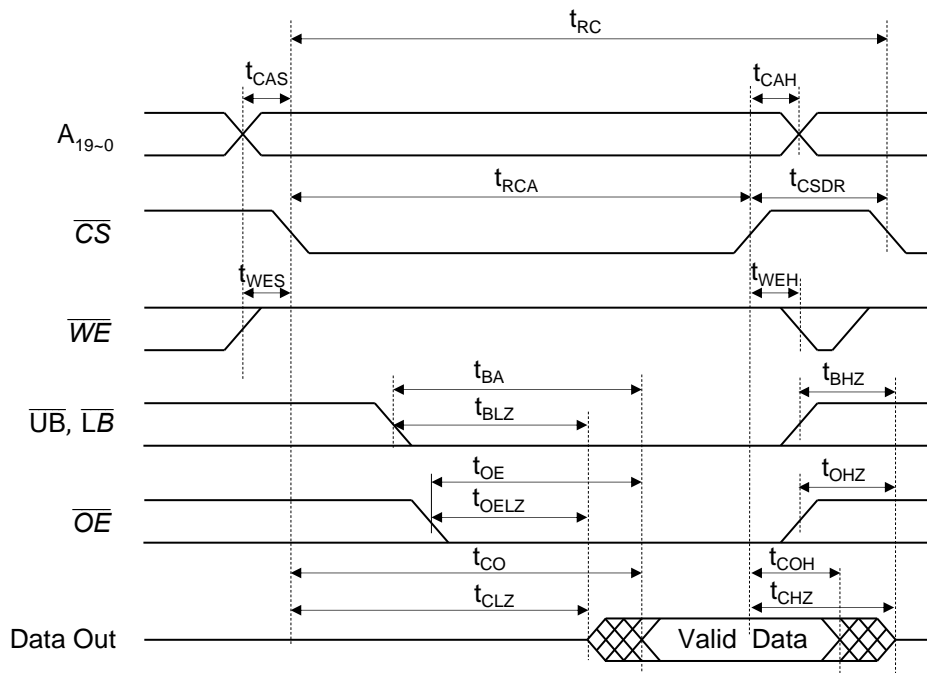 tRC
tCAS tCAH
A19~0
tRCA tCSDR
CS
tWES tWEH
WE
tBA tBHZ
tBLZ
UB, LB
tOE tOHZ
tOELZ
OE
tCO tCOH
tCLZ tCHZ
Data Out Valid Data